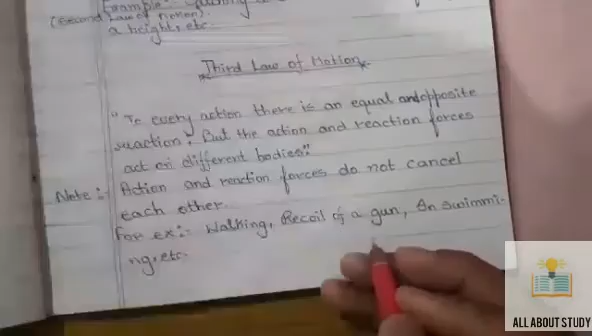 Example:
(Second Law of motion).
a height, etc.
Third Law of Motion
"To every action there is an equal and opposite
reaction, But the action and reaction forces
act on different bodies."
Note:- Action and reaction forces do not cancel
each other.
for ex:- Walking, Recoil of a gun, In swimmi-
ng, etc.
ALL ABOUT STUDY